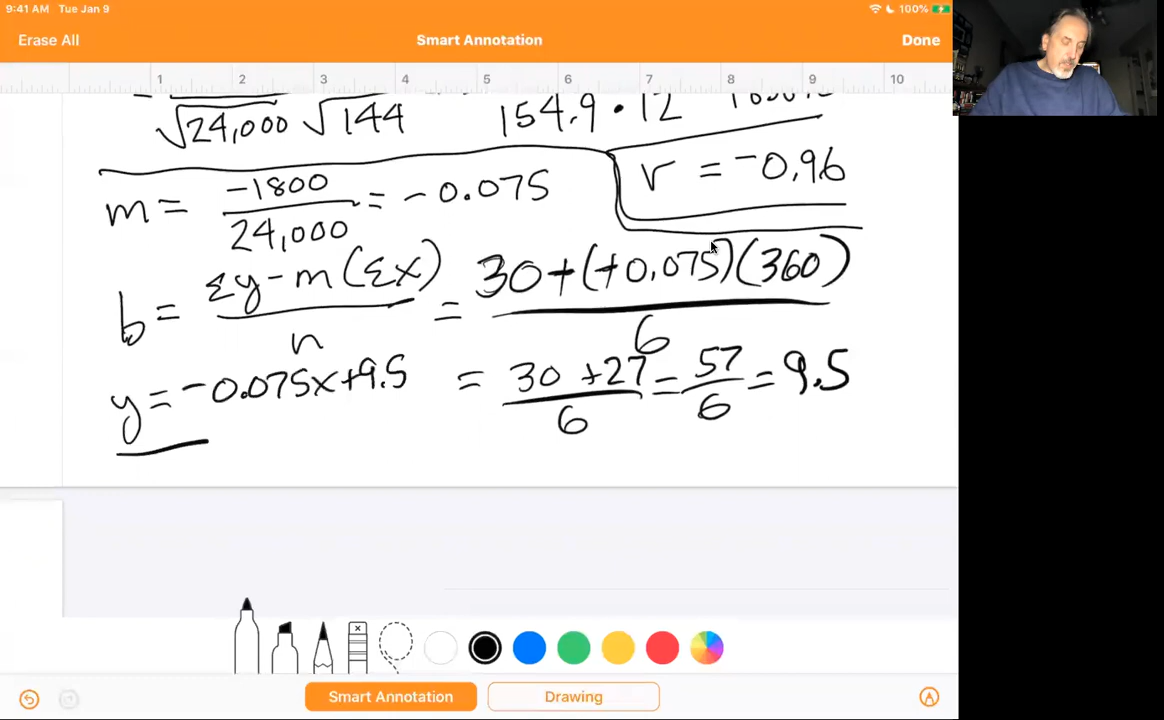 9:41 AM Tue Jan 9
100%
Erase All
Smart Annotation
Done
1 2 3 4 5 6 7 8 9 10
√24,000 √144
154.9 • 12
r = -0.96
m = -1800 / 24,000 = -0.075
b = Σy - m(Σx) / n = 30 + (+0.075)(360) / 6
y = -0.075x + 9.5
= 30 + 27 / 6 = 57 / 6 = 9.5
Smart Annotation
Drawing